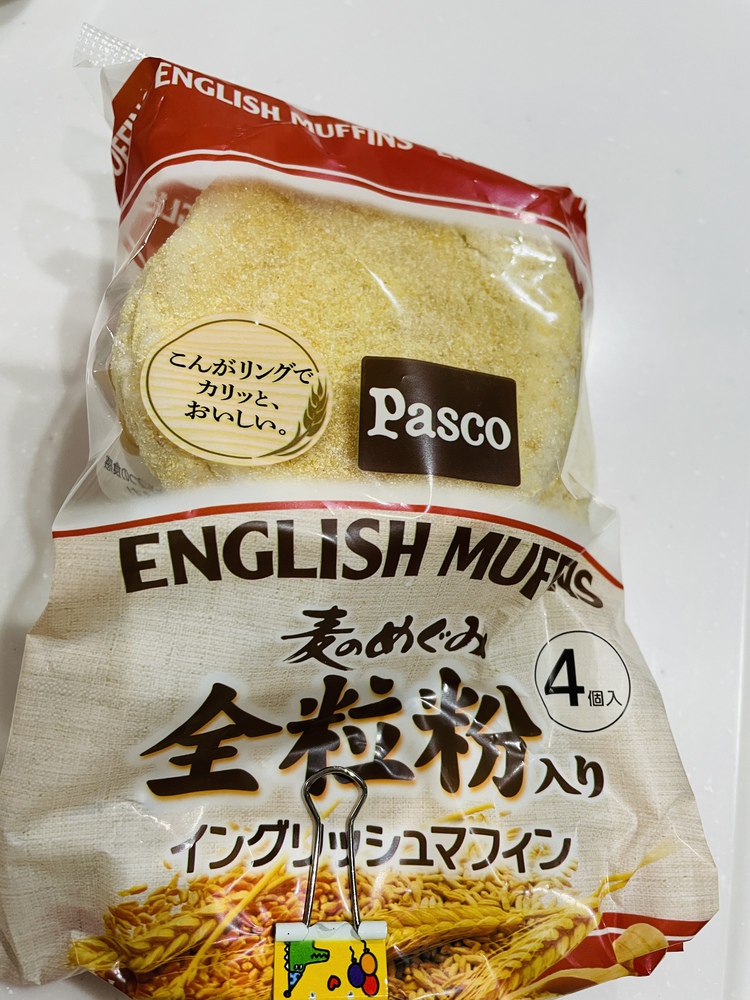 ENGLISH MUFFINS
こんがリングで
カリッと、
おいしい。
Pasco
ENGLISH MUFFINS
麦のめぐみ
全粒粉入り
4個入
イングリッシュマフィン